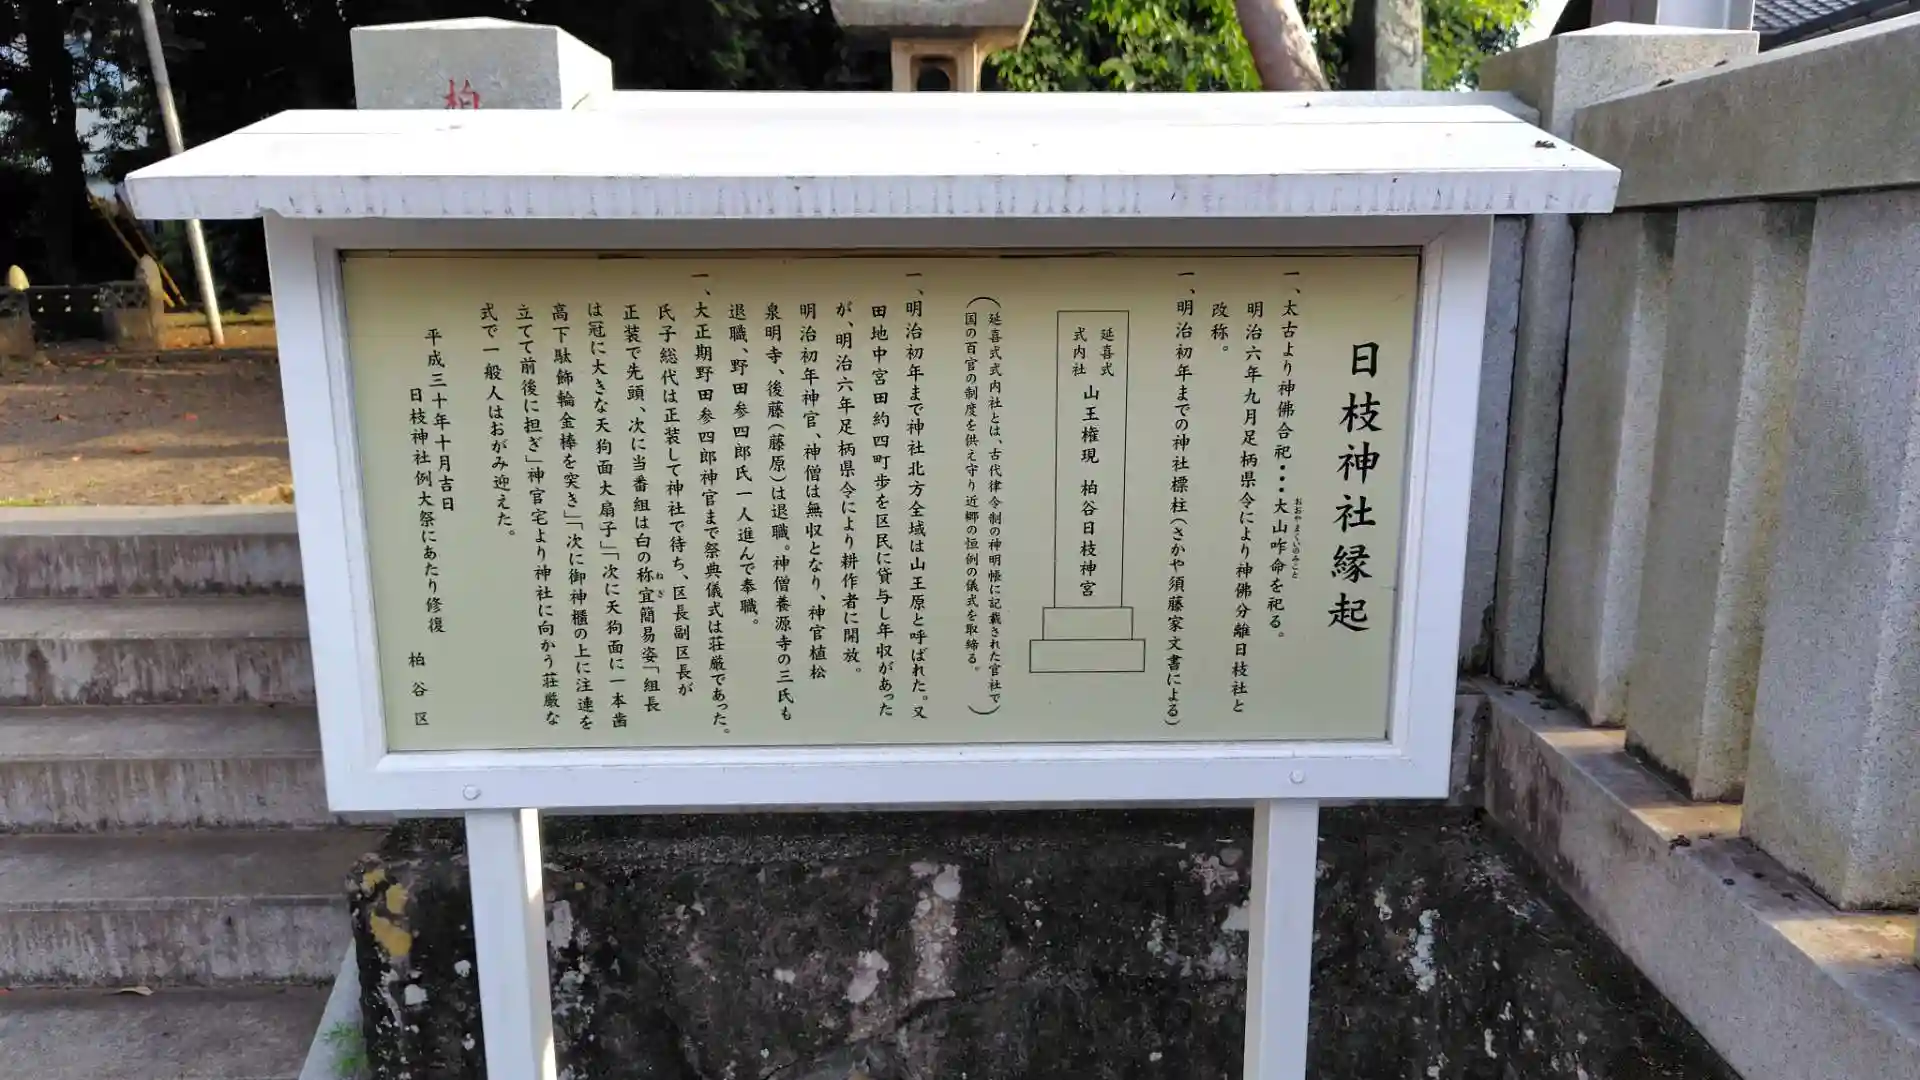 柏
日枝神社縁起
一、太古より神佛合祀・・・大山咋命を祀る。
おおやまくいのみこと
明治六年九月足柄県令により神佛分離日枝社と
改称。
一、明治初年までの神社標柱(さかや須藤家文書による)
延喜式
式内社
山王権現 柏谷日枝神宮
(延喜式式内社とは、古代律令制の神明帳に記載された官社で
国の百官の制度を供え守り近郷の恒例の儀式を取締る。)
一、明治初年まで神社北方全域は山王原と呼ばれた。又
田地中宮田約四町歩を区民に貸与し年収があった
が、明治六年足柄県令により耕作者に開放。
明治初年神官、神僧は無収となり、神官植松
泉明寺、後藤(藤原)は退職。神僧養源寺の三氏も
退職、野田参四郎氏一人進んで奉職。
一、大正期野田参四郎神官まで祭典儀式は荘厳であった。
氏子総代は正装して神社で待ち、区長副区長が
正装で先頭、次に当番組は白の称宜簡易姿「組長
ねぎ
は冠に大きな天狗面大扇子」「次に天狗面に一本歯
高下駄飾輪金棒を突き」「次に御神櫃の上に注連を
立てて前後に担ぎ」神官宅より神社に向かう荘厳な
式で一般人はおがみ迎えた。
平成三十年十月吉日
日枝神社例大祭にあたり修復
柏谷区